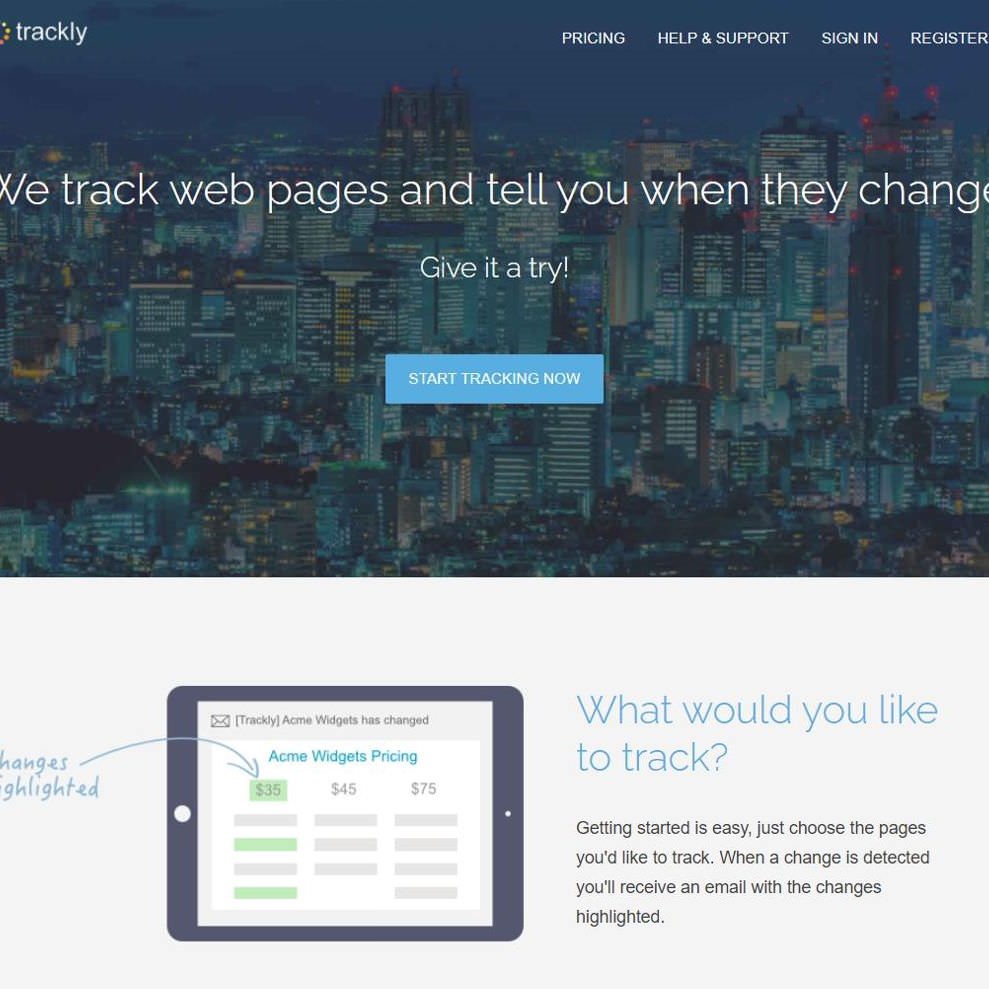 trackly
PRICING HELP & SUPPORT SIGN IN REGISTER
We track web pages and tell you when they change
Give it a try!
START TRACKING NOW
[Trackly] Acme Widgets has changed
Acme Widgets Pricing
$35 $45 $75
hanges
ghlighted
What would you like
to track?
Getting started is easy, just choose the pages
you'd like to track. When a change is detected
you'll receive an email with the changes
highlighted.